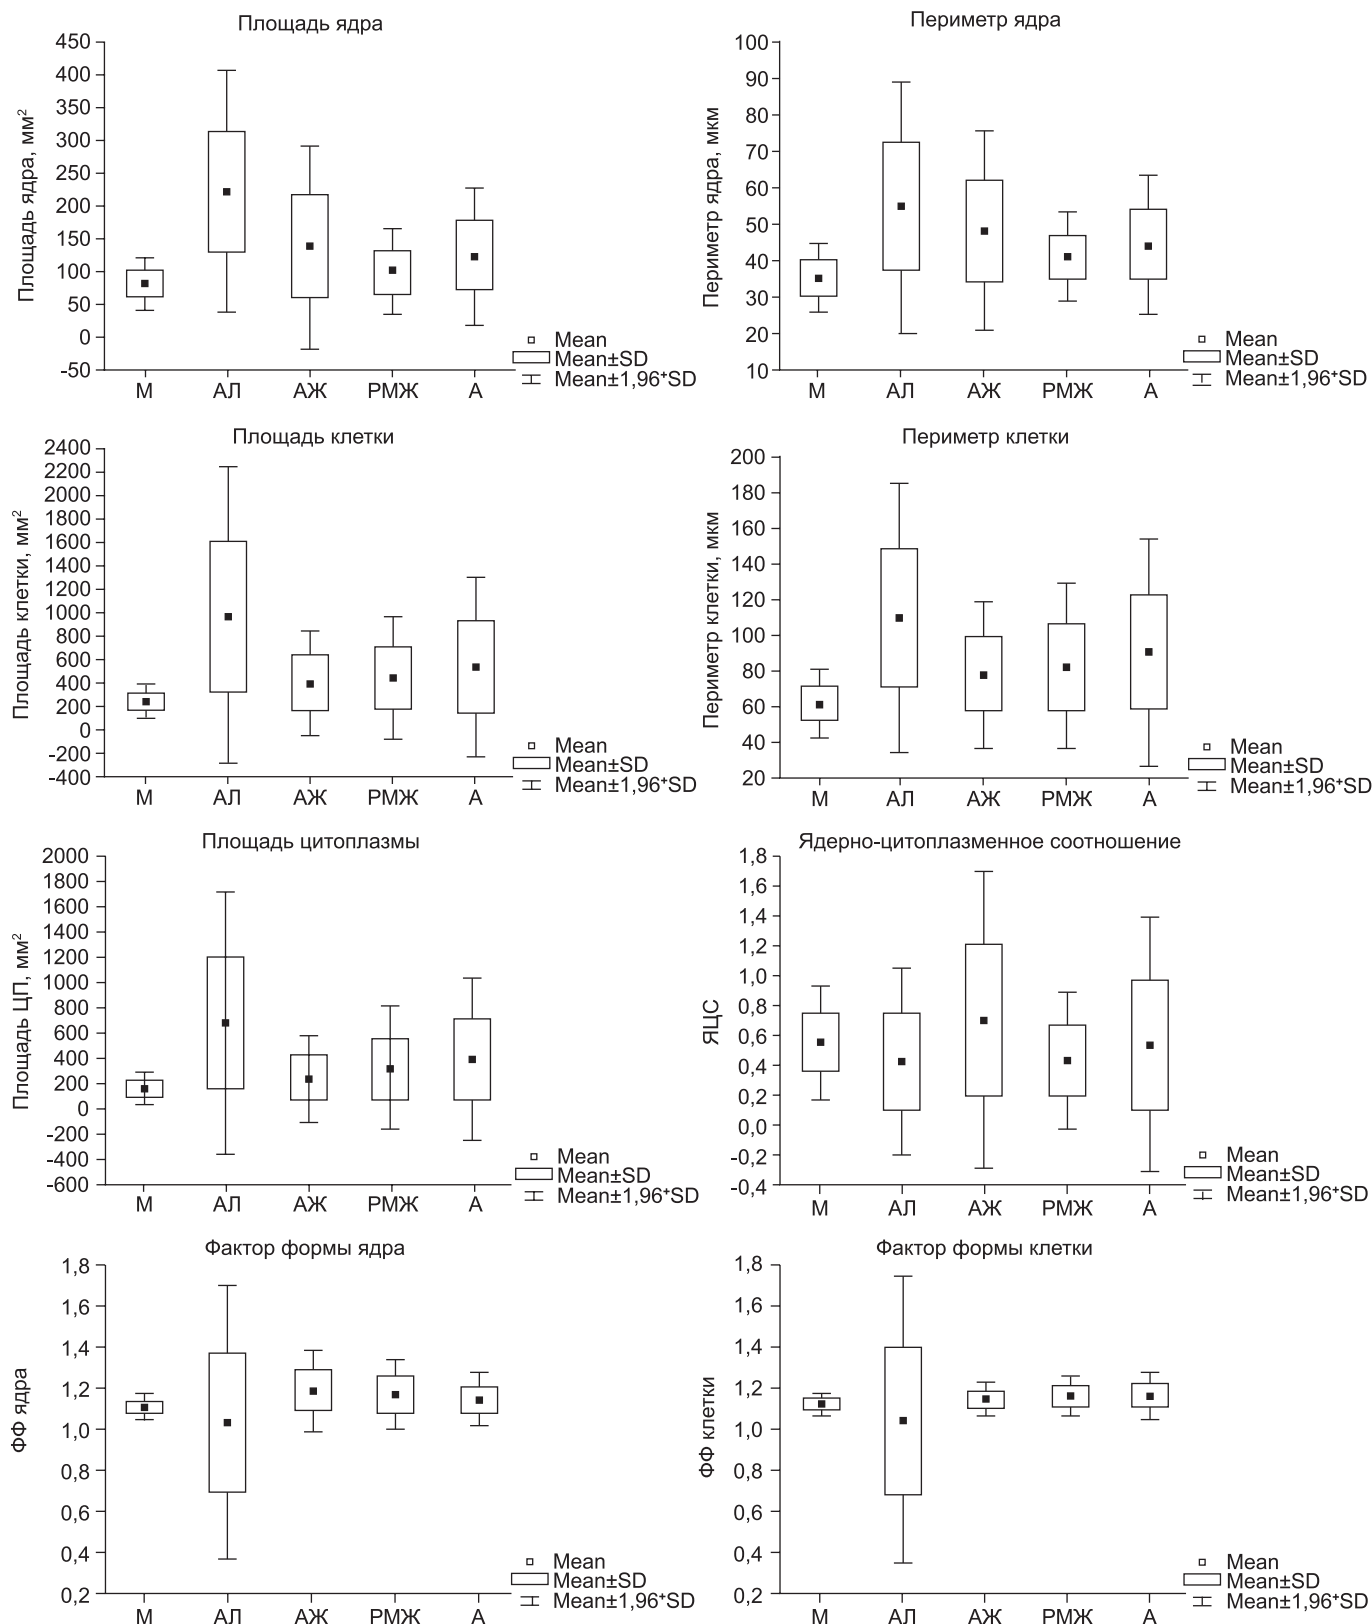 Площадь ядра
Площадь ядра, мм²
450
400
350
300
250
200
150
100
50
0
-50
М АЛ АЖ РМЖ А
Mean
Mean±SD
Mean±1,96⁺SD
Периметр ядра
Периметр ядра, мкм
100
90
80
70
60
50
40
30
20
10
М АЛ АЖ РМЖ А
Mean
Mean±SD
Mean±1,96⁺SD
Площадь клетки
Площадь клетки, мм²
2400
2200
2000
1800
1600
1400
1200
1000
800
600
400
200
0
-200
-400
М АЛ АЖ РМЖ А
Mean
Mean±SD
Mean±1,96⁺SD
Периметр клетки
Периметр клетки, мкм
200
180
160
140
120
100
80
60
40
20
М АЛ АЖ РМЖ А
Mean
Mean±SD
Mean±1,96⁺SD
Площадь цитоплазмы
Площадь ЦП, мм²
2000
1800
1600
1400
1200
1000
800
600
400
200
0
-200
-400
-600
М АЛ АЖ РМЖ А
Mean
Mean±SD
Mean±1,96⁺SD
Ядерно-цитоплазменное соотношение
ЯЦС
1,8
1,6
1,4
1,2
1,0
0,8
0,6
0,4
0,2
0,0
-0,2
-0,4
М АЛ АЖ РМЖ А
Mean
Mean±SD
Mean±1,96⁺SD
Фактор формы ядра
ФФ ядра
1,8
1,6
1,4
1,2
1,0
0,8
0,6
0,4
0,2
М АЛ АЖ РМЖ А
Mean
Mean±SD
Mean±1,96⁺SD
Фактор формы клетки
ФФ клетки
1,8
1,6
1,4
1,2
1,0
0,8
0,6
0,4
0,2
М АЛ АЖ РМЖ А
Mean
Mean±SD
Mean±1,96⁺SD